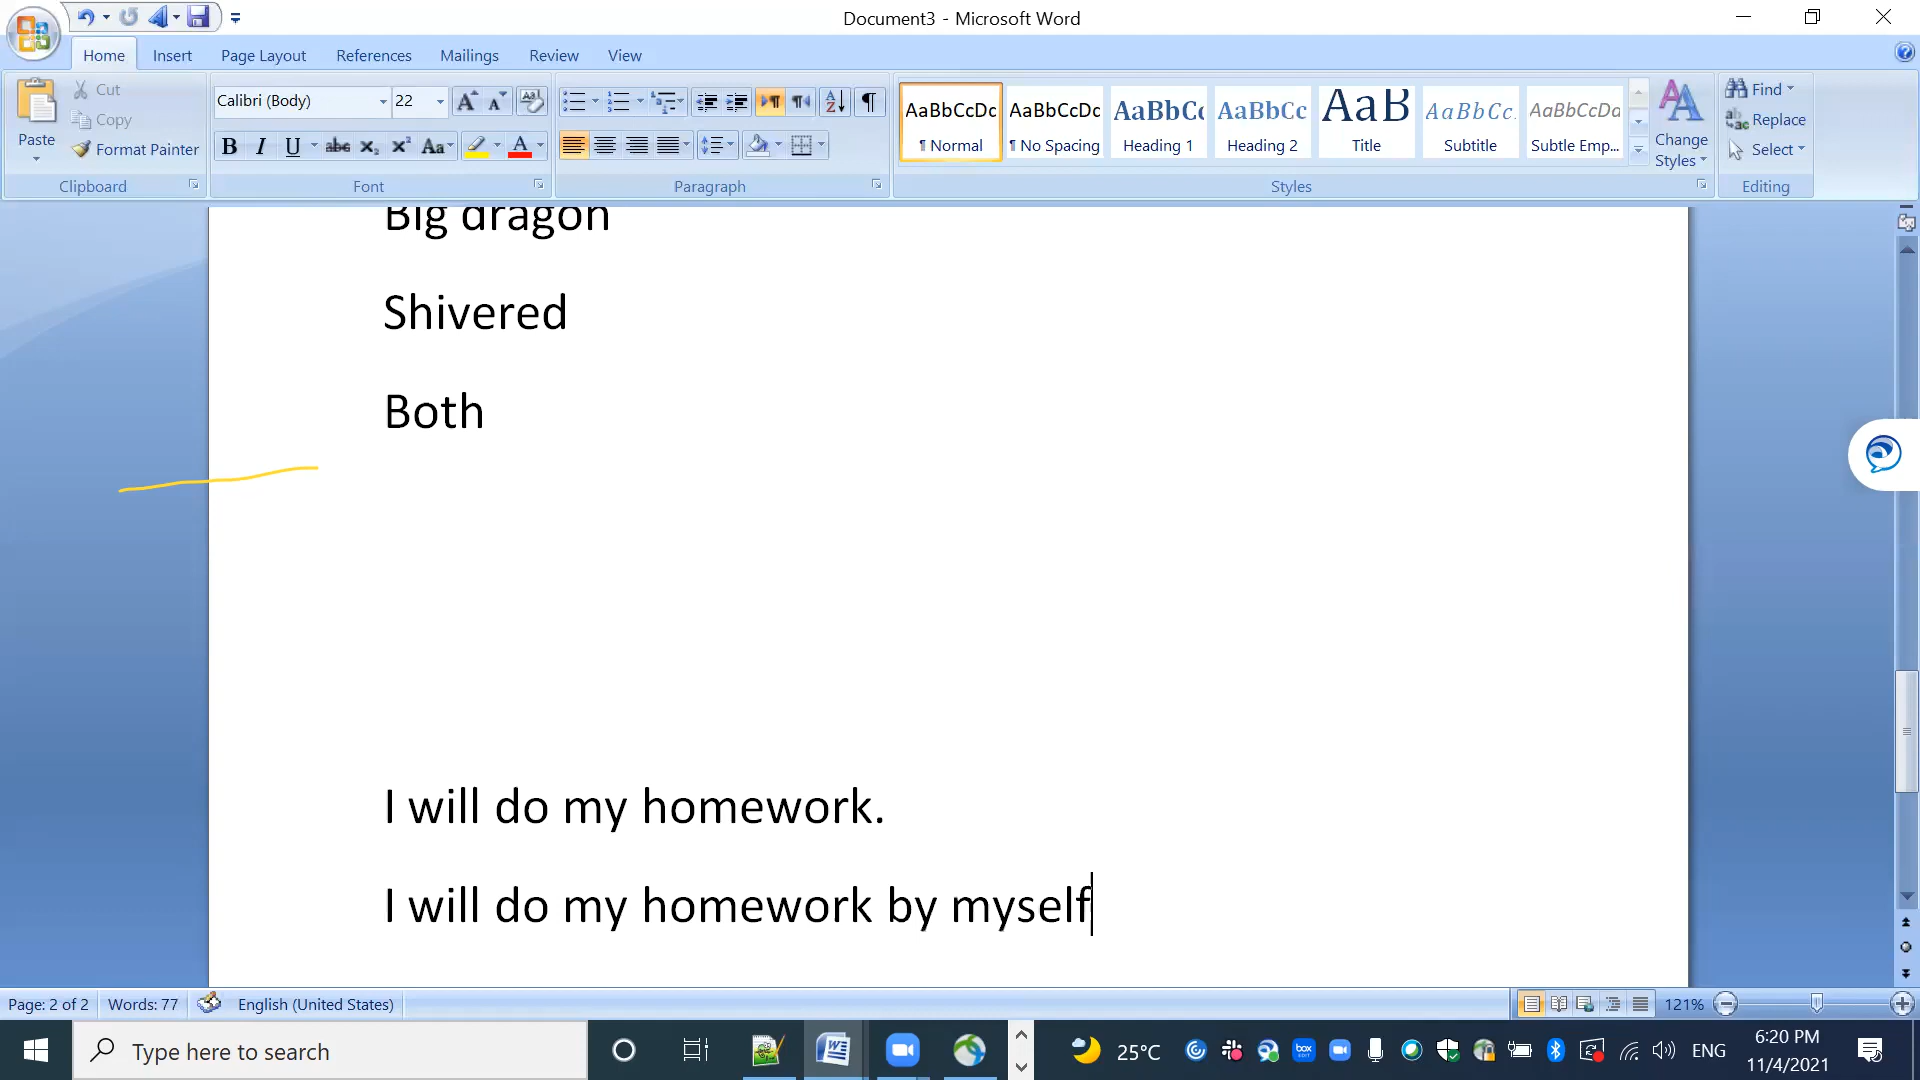 Document3 - Microsoft Word
Home Insert Page Layout References Mailings Review View
Cut
Copy
Format Painter
Paste
Clipboard
Calibri (Body) 22
Font
Paragraph
AaBbCcDc AaBbCcDc AaBbCc AaBbCc AaB AaBbCc. AaBbCcDa
¶ Normal ¶ No Spacing Heading 1 Heading 2 Title Subtitle Subtle Emp...
Styles
Change
Styles
Find
Replace
Select
Editing
Big dragon
Shivered
Both
I will do my homework.
I will do my homework by myself
Page: 2 of 2 Words: 77 English (United States) 121%
Type here to search
25°C
ENG
6:20 PM
11/4/2021